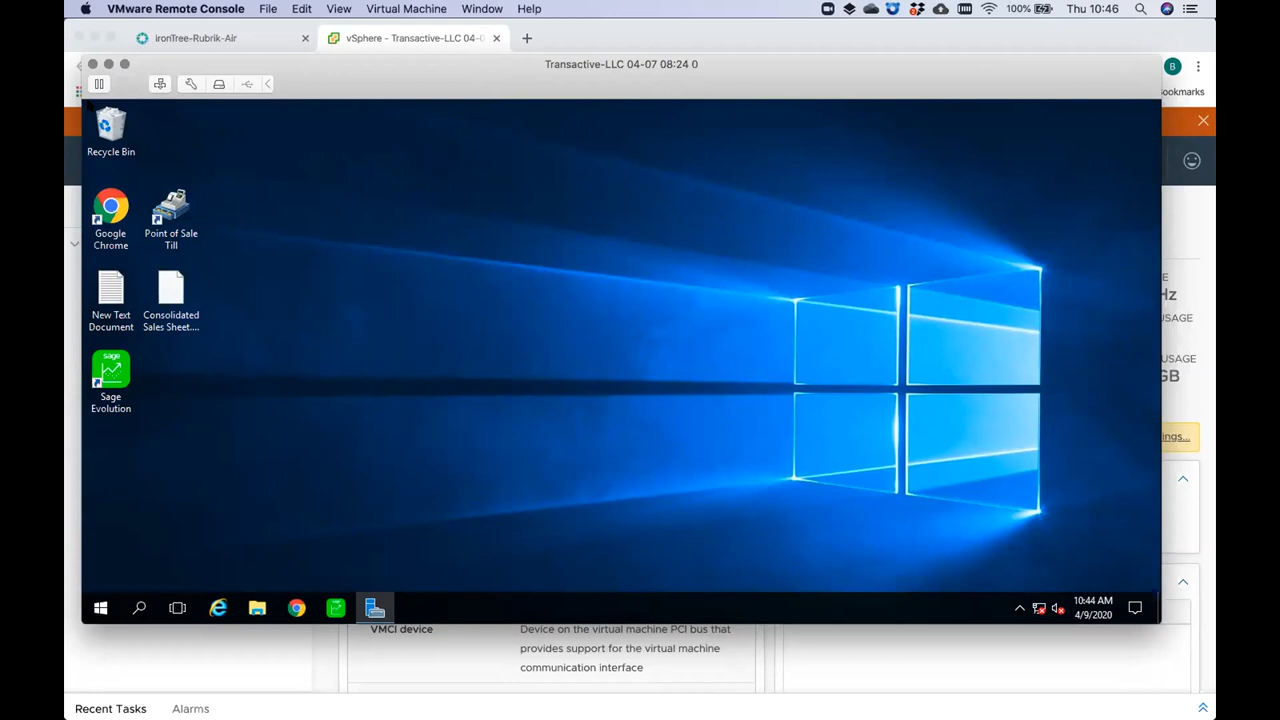 VMware Remote Console File Edit View Virtual Machine Window Help 100% Thu 10:46
ironTree-Rubrik-Air
vSphere - Transactive-LLC 04-0
Transactive-LLC 04-07 08:24 0
B
ookmarks
Recycle Bin
Google
Chrome
Point of Sale
Till
New Text
Document
Consolidated
Sales Sheet....
sage
Sage
Evolution
Hz
USAGE
USAGE
GB
ings...
10:44 AM
4/9/2020
VMCI device
Device on the virtual machine PCI bus that
provides support for the virtual machine
communication interface
Recent Tasks Alarms